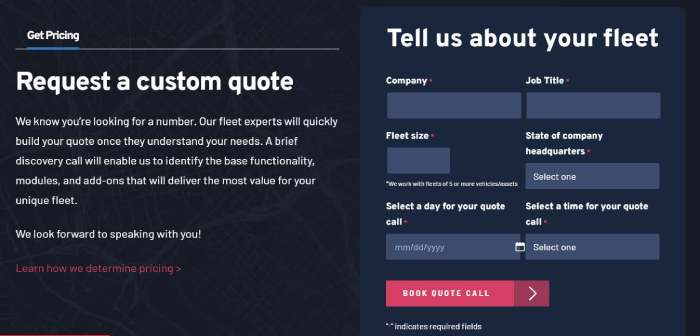 Get Pricing
Request a custom quote
We know you're looking for a number. Our fleet experts will quickly
build your quote once they understand your needs. A brief
discovery call will enable us to identify the base functionality,
modules, and add-ons that will deliver the most value for your
unique fleet.
We look forward to speaking with you!
Learn how we determine pricing >
Tell us about your fleet
Company *
Job Title *
Fleet size *
*We work with fleets of 5 or more vehicles/assets
State of company
headquarters *
Select one
Select a day for your quote
call *
mm/dd/yyyy
Select a time for your quote
call *
Select one
BOOK QUOTE CALL
"*" indicates required fields